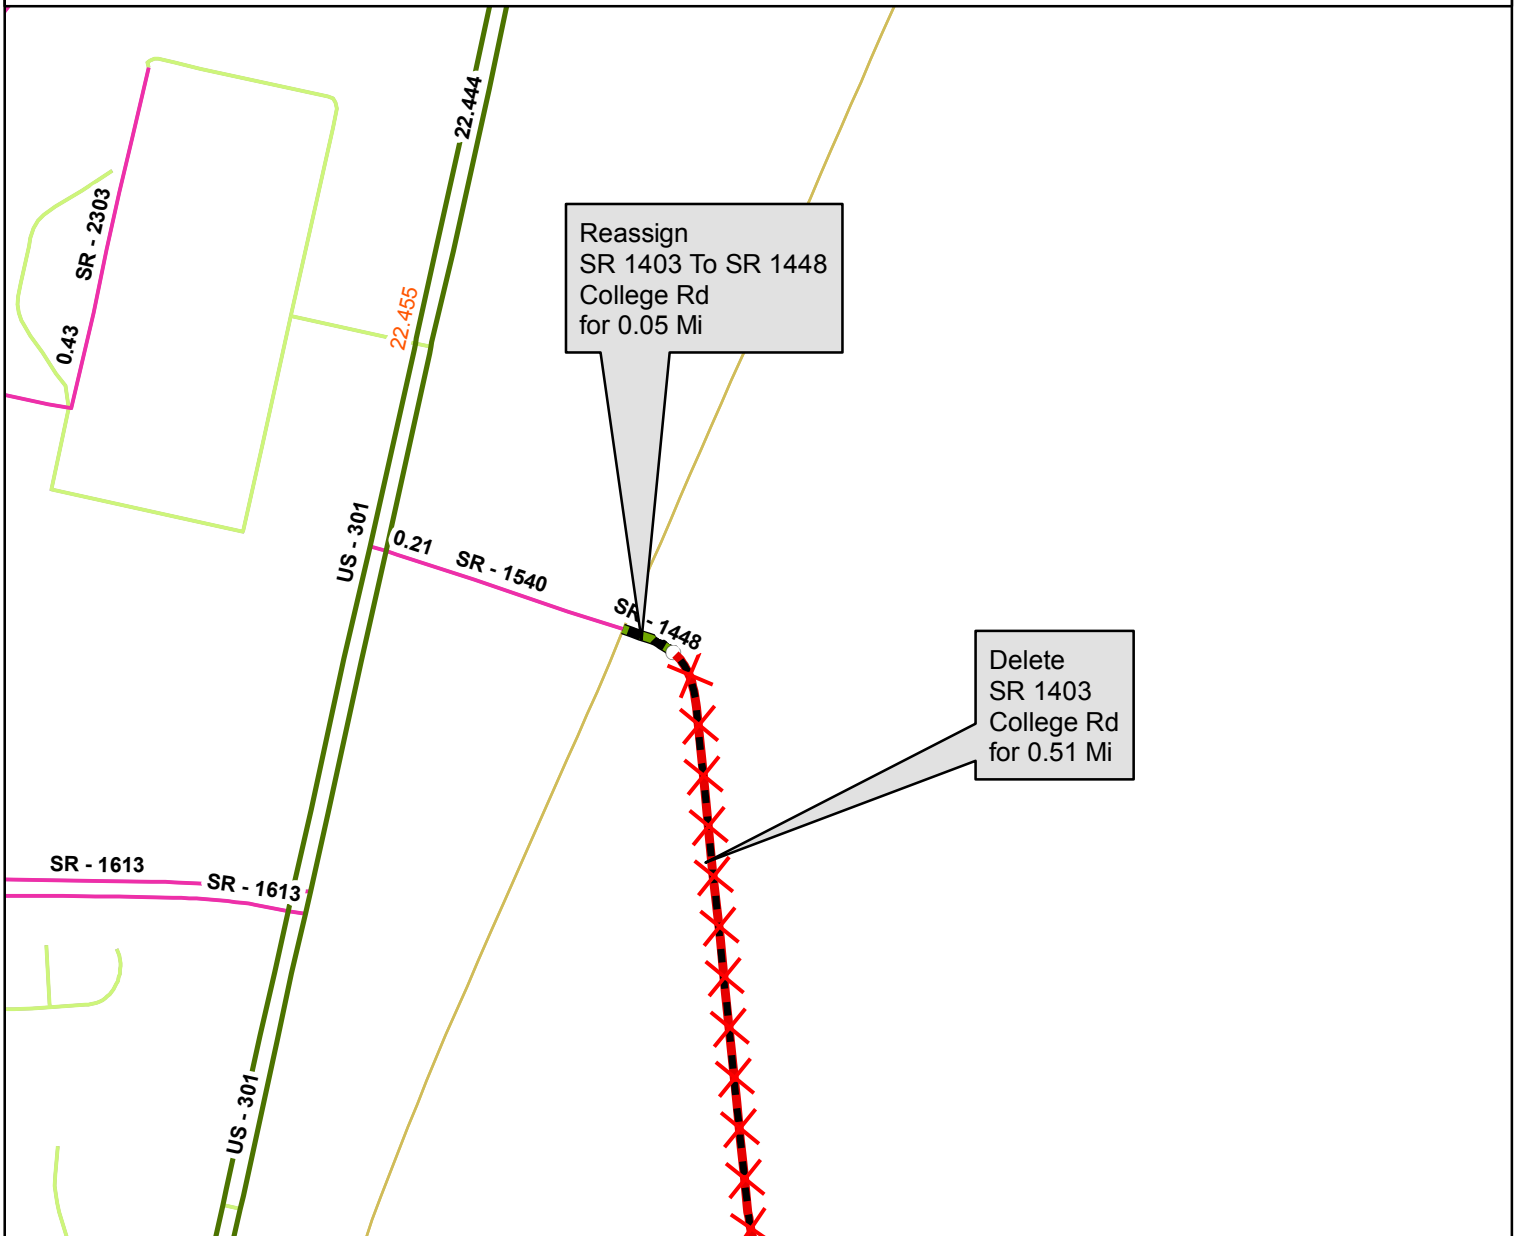 22.444
SR - 2303
0.43
22.455
Reassign
SR 1403 To SR 1448
College Rd
for 0.05 Mi
US - 301
0.21
SR - 1540
SR - 1448
Delete
SR 1403
College Rd
for 0.51 Mi
SR - 1613
SR - 1613
US - 301